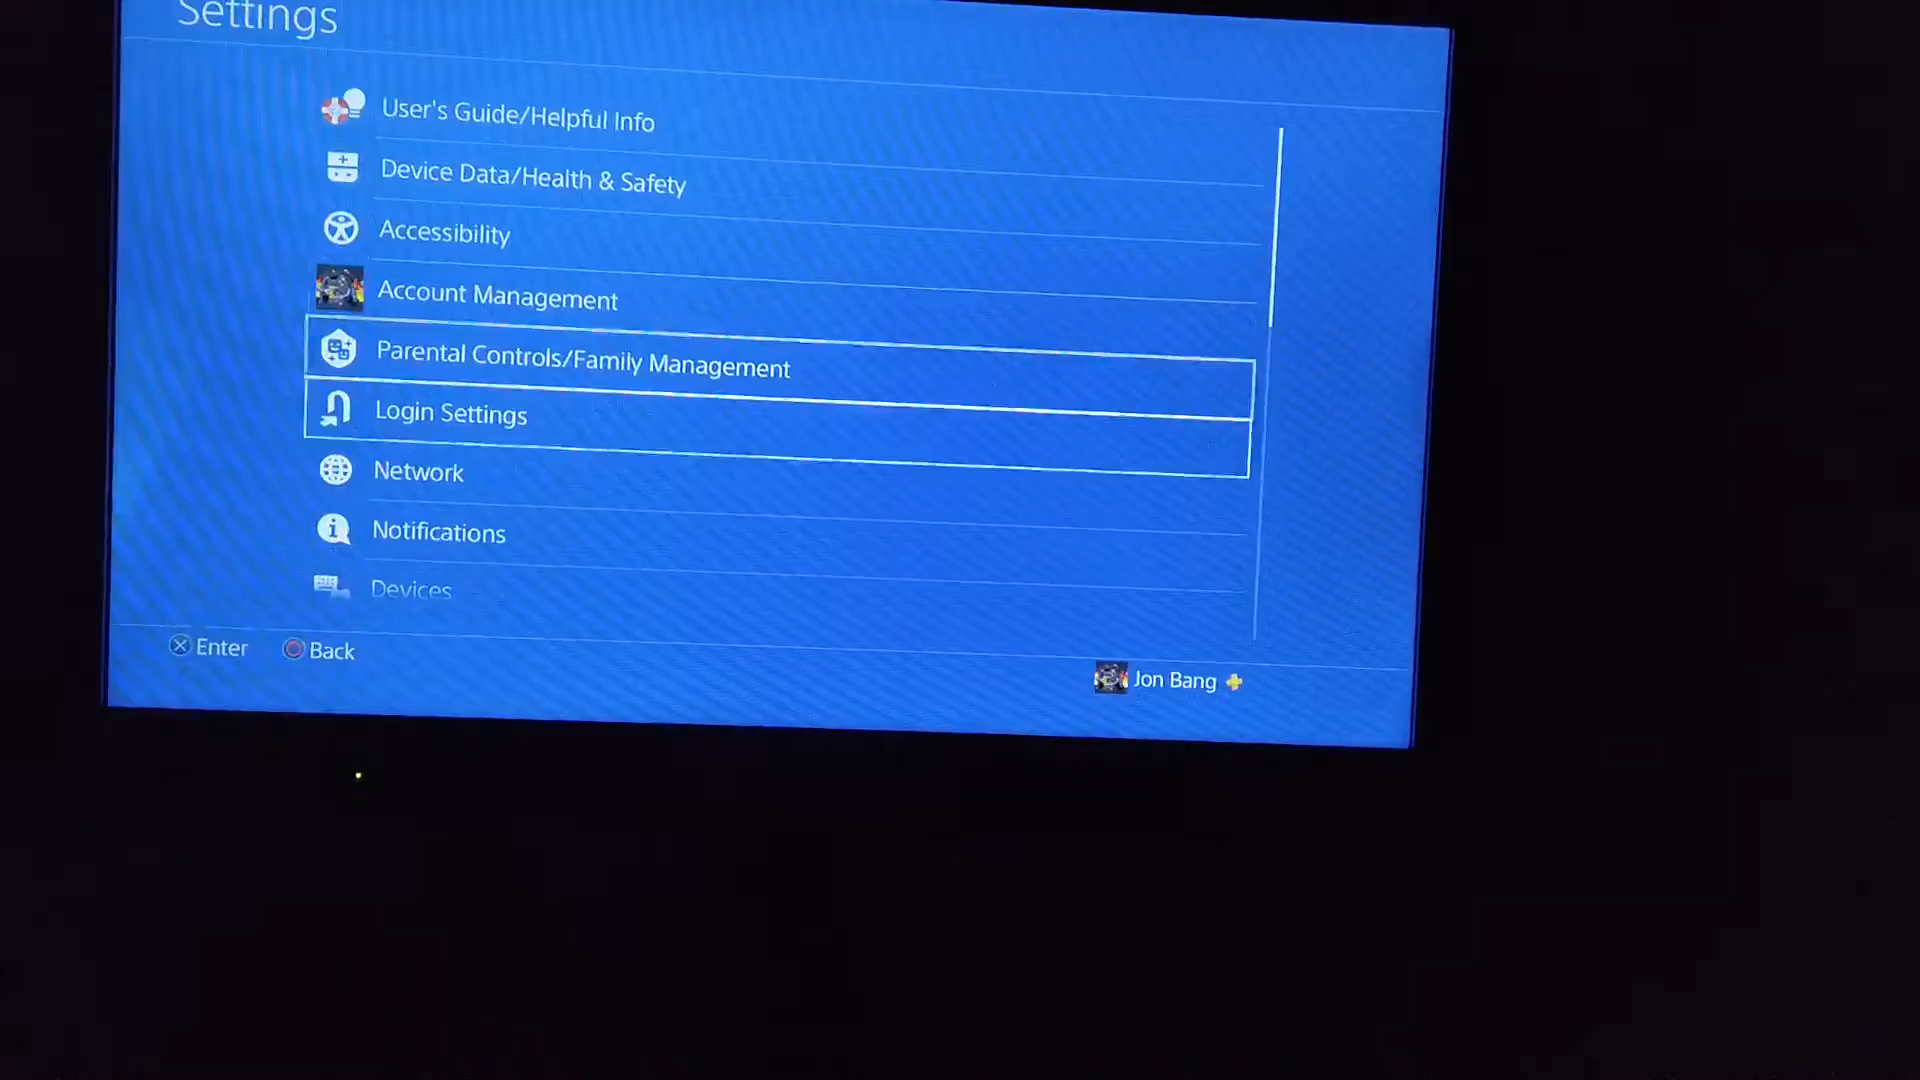 Settings
User's Guide/Helpful Info
Device Data/Health & Safety
Accessibility
Account Management
Parental Controls/Family Management
Login Settings
Network
Notifications
Devices
Enter Back
Jon Bang